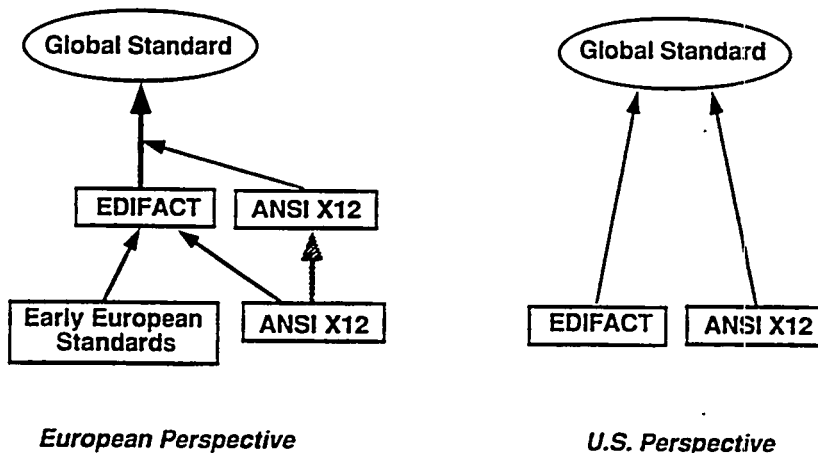 Global Standard
EDIFACT
ANSI X12
Early European
Standards
ANSI X12
European Perspective
Global Standard
EDIFACT
ANSI X12
U.S. Perspective